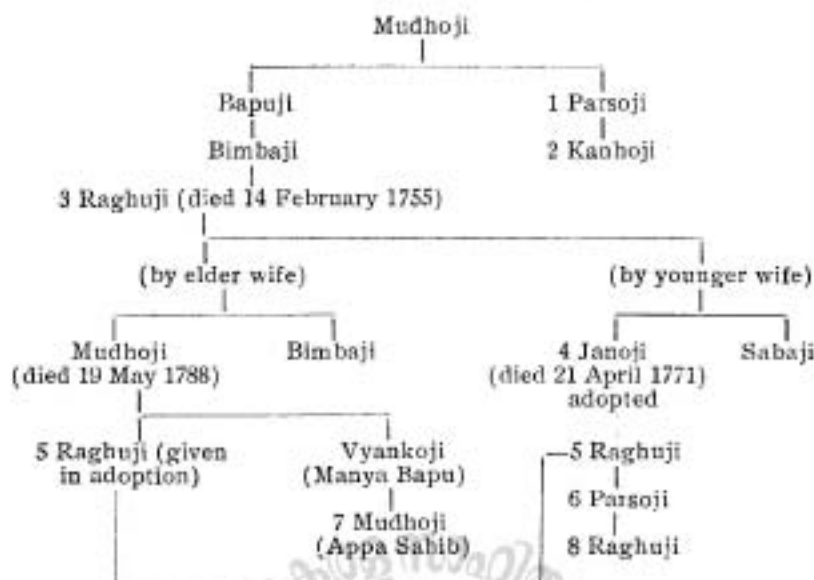 Mudhoji
Bapuji 1 Parsoji
Bimbaji 2 Kanhoji
3 Raghuji (died 14 February 1755)
(by elder wife) (by younger wife)
Mudhoji Bimbaji 4 Janoji Sabaji
(died 19 May 1788) (died 21 April 1771)
adopted
5 Raghuji (given Vyankoji 5 Raghuji
in adoption) (Manya Bapu) 6 Parsoji
7 Mudhoji
(Appa Sahib) 8 Raghuji